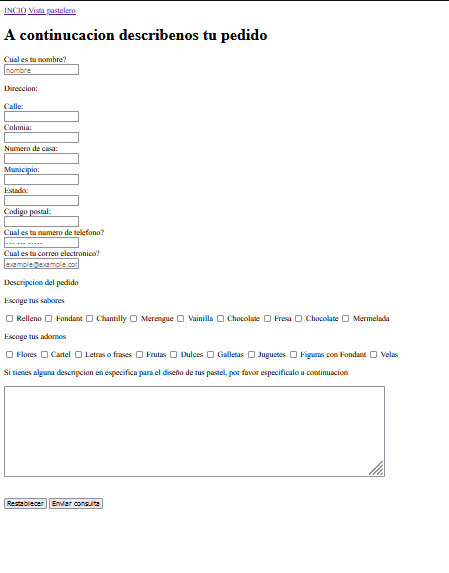 INCIO Vista pastelero
A continucacion describenos tu pedido
Cual es tu nombre?
nombre
Direccion:
Calle:
Colonia:
Numero de casa:
Municipio:
Estado:
Codigo postal:
Cual es tu numero de telefono?
--- --- -----
Cual es tu correo electronico?
example@example.con
Descripcion del pedido
Escoge tus sabores
Relleno Fondant Chantilly Merengue Vainilla Chocolate Fresa Chocolate Mermelada
Escoge tus adornos
Flores Cartel Letras o frases Frutas Dulces Galletas Juguetes Figuras con Fondant Velas
Si tienes alguna descripcion en especifica para el diseño de tus pastel, por favor especificalo a continuacion
Restablecer Enviar consulta